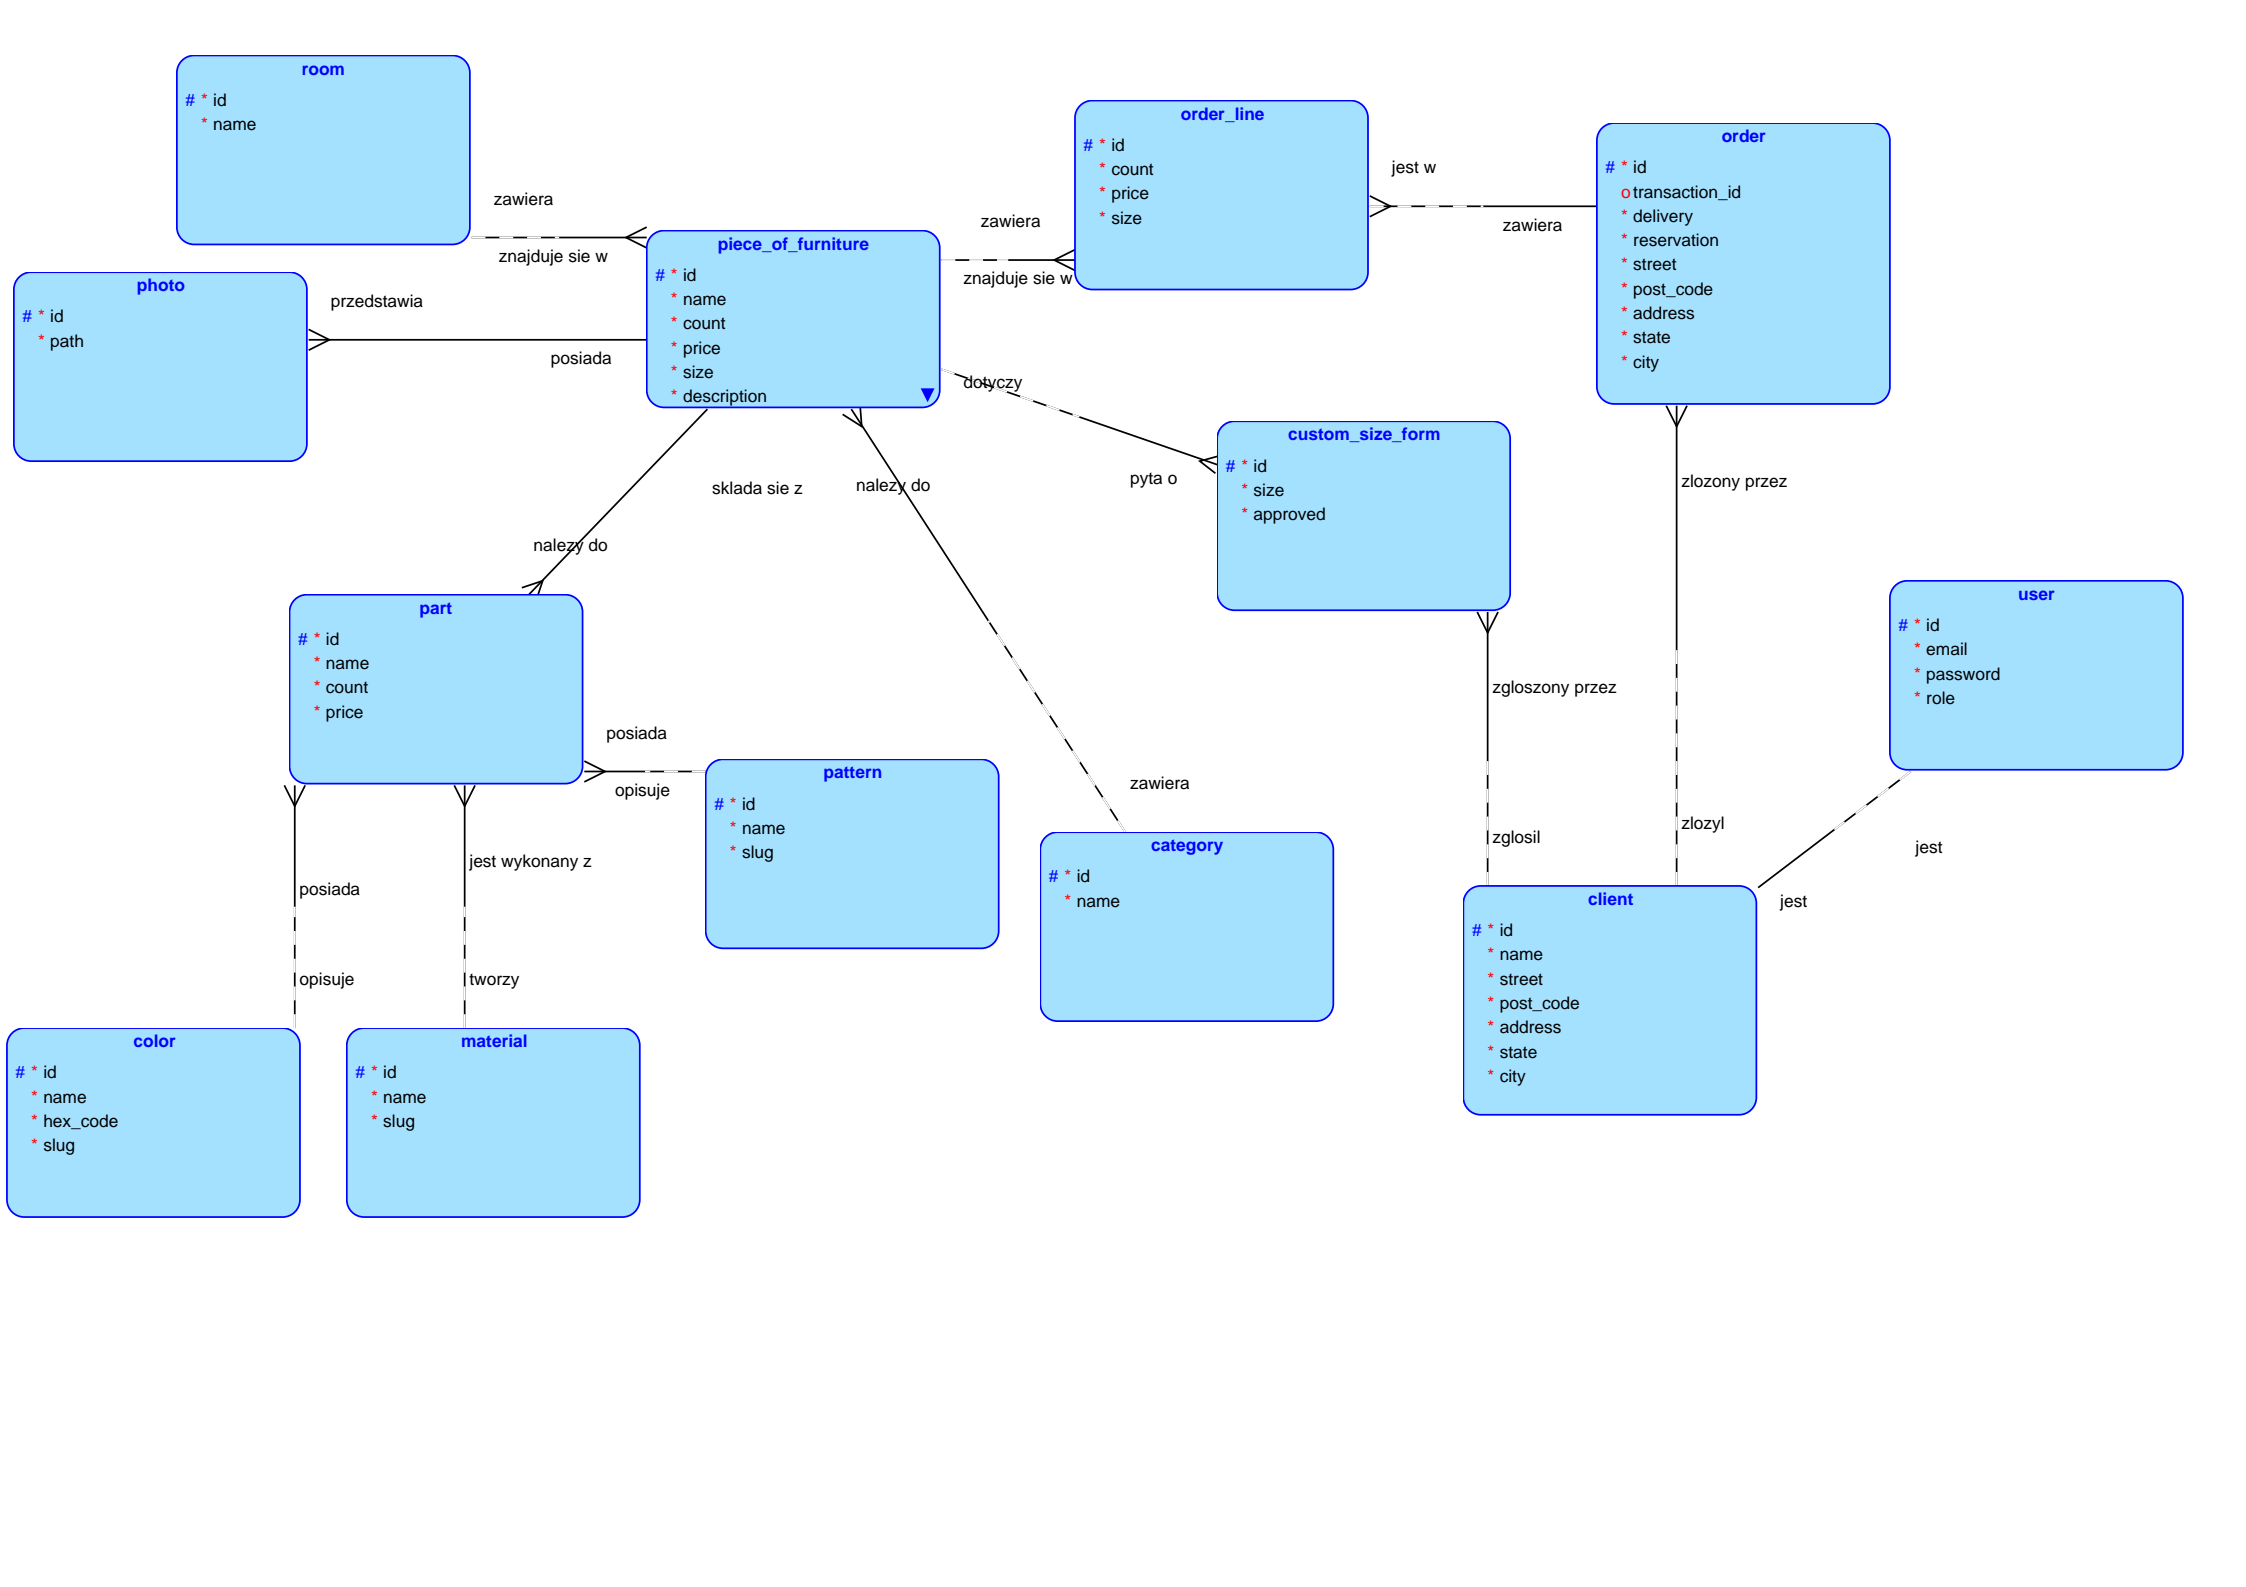 room
# * id
* name
zawiera
znajduje sie w
photo
# * id
* path
przedstawia
posiada
piece_of_furniture
# * id
* name
* count
* price
* size
* description
zawiera
znajduje sie w
order_line
# * id
* count
* price
* size
jest w
zawiera
order
# * id
o transaction_id
* delivery
* reservation
* street
* post_code
* address
* state
* city
dotyczy
pyta o
custom_size_form
# * id
* size
* approved
sklada sie z
nalezy do
nalezy do
zlozony przez
part
# * id
* name
* count
* price
user
# * id
* email
* password
* role
zgloszony przez
posiada
opisuje
pattern
# * id
* name
* slug
zawiera
category
# * id
* name
zglosil
zlozyl
jest
jest
client
# * id
* name
* street
* post_code
* address
* state
* city
posiada
opisuje
jest wykonany z
tworzy
color
# * id
* name
* hex_code
* slug
material
# * id
* name
* slug